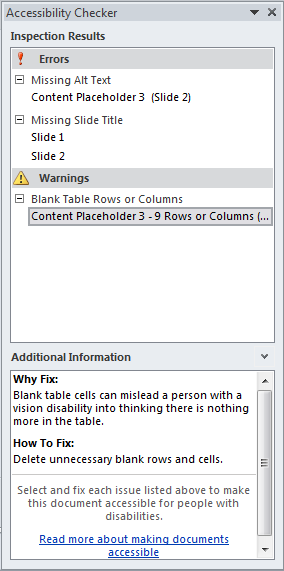 Accessibility Checker
Inspection Results
Errors
Missing Alt Text
Content Placeholder 3 (Slide 2)
Missing Slide Title
Slide 1
Slide 2
Warnings
Blank Table Rows or Columns
Content Placeholder 3 - 9 Rows or Columns (...
Additional Information
Why Fix:
Blank table cells can mislead a person with a
vision disability into thinking there is nothing
more in the table.
How To Fix:
Delete unnecessary blank rows and cells.
Select and fix each issue listed above to make
this document accessible for people with
disabilities.
Read more about making documents
accessible